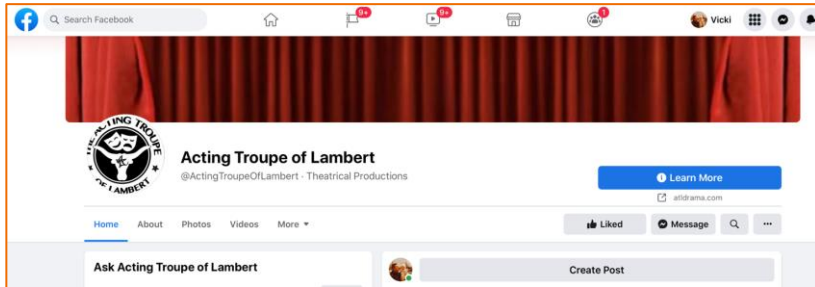 Search Facebook
9+
9+
1
Vicki
THE ACTING TROUPE
OF LAMBERT
Acting Troupe of Lambert
@ActingTroupeOfLambert · Theatrical Productions
Learn More
atldrama.com
Home About Photos Videos More
Liked Message
Ask Acting Troupe of Lambert
Create Post